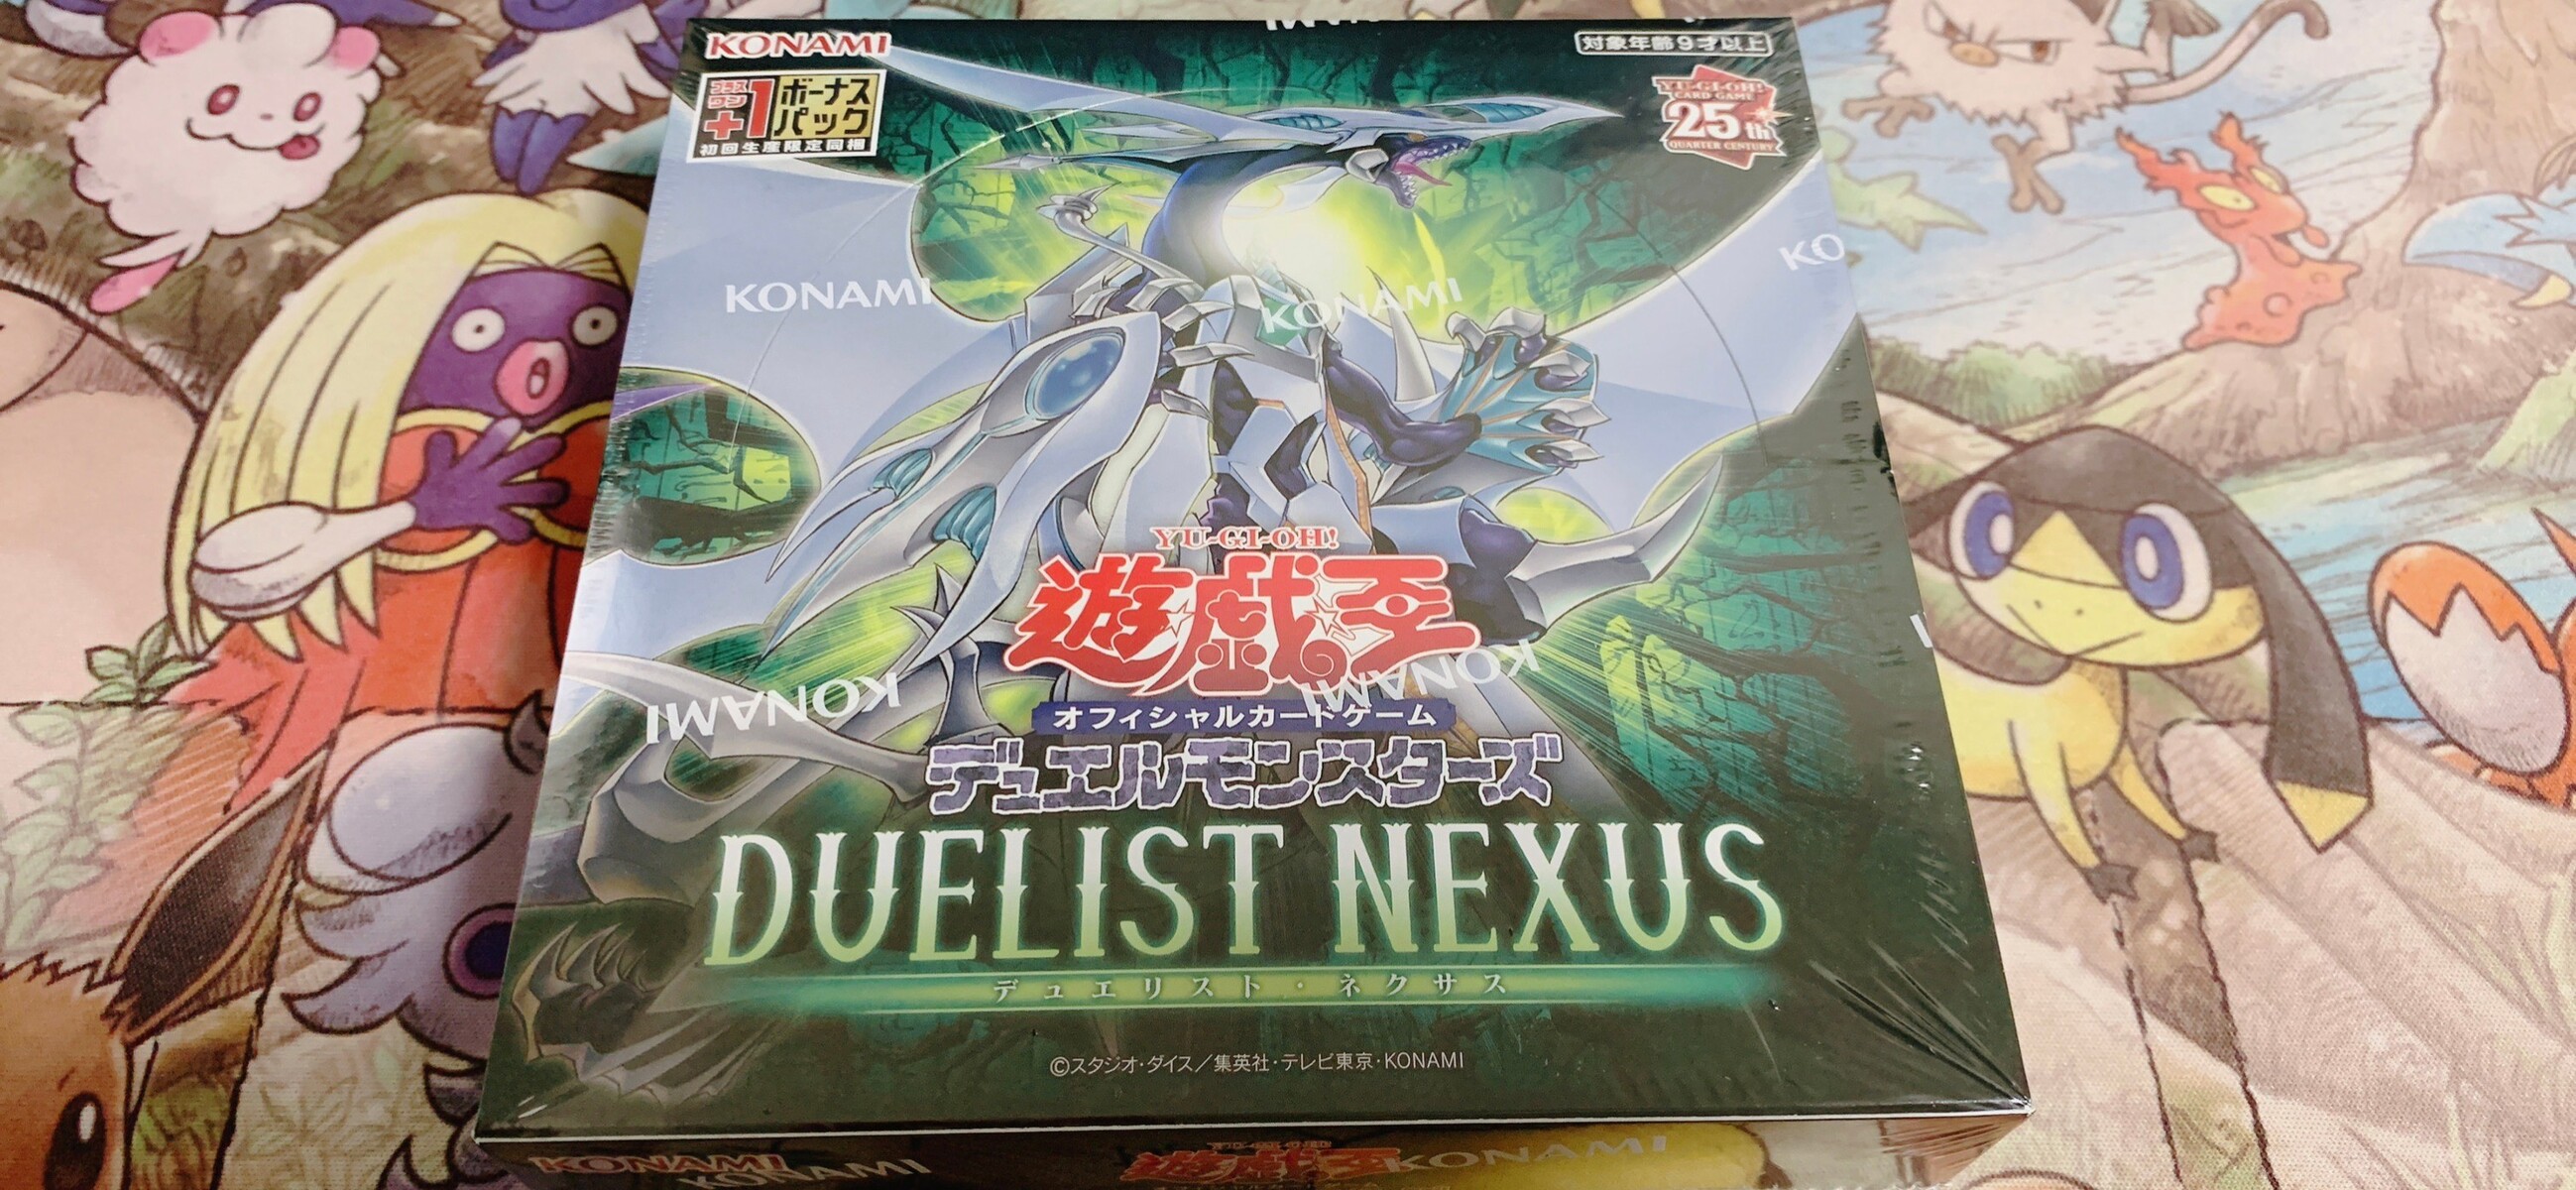 KONAMI
対象年齢9才以上
プラスワン
+1
ボーナス
パック
初回生産限定同梱
YU-GI-OH!
CARD GAME
25th
QUARTER CENTURY
KONAMI
KONAMI
KO
YU-GI-OH!
遊戯王
KONAMI
KONAMI
オフィシャルカードゲーム
デュエルモンスターズ
DUELIST NEXUS
デュエリスト・ネクサス
©スタジオ・ダイス/集英社・テレビ東京・KONAMI
KONAMI
KONAMI
遊戯王
KONAMI